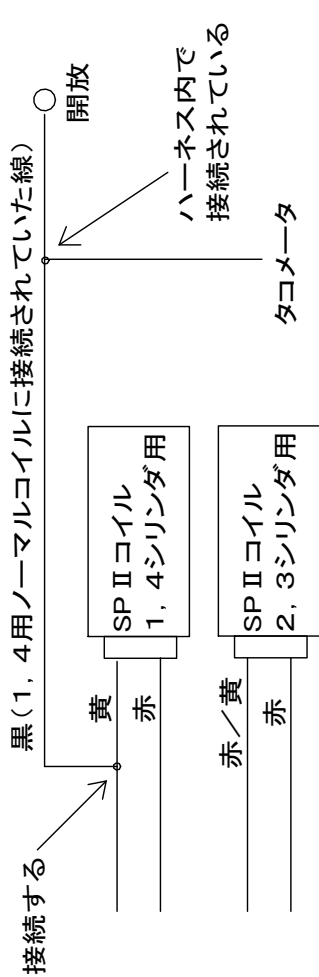 黒（１，４用ノーマルコイルに接続されていた線）
開放
ハーネス内で
接続されている
接続する
タコメータ
黄
赤
SPⅡコイル
１，４シリンダ用
赤／黄
赤
SPⅡコイル
２，３シリンダ用